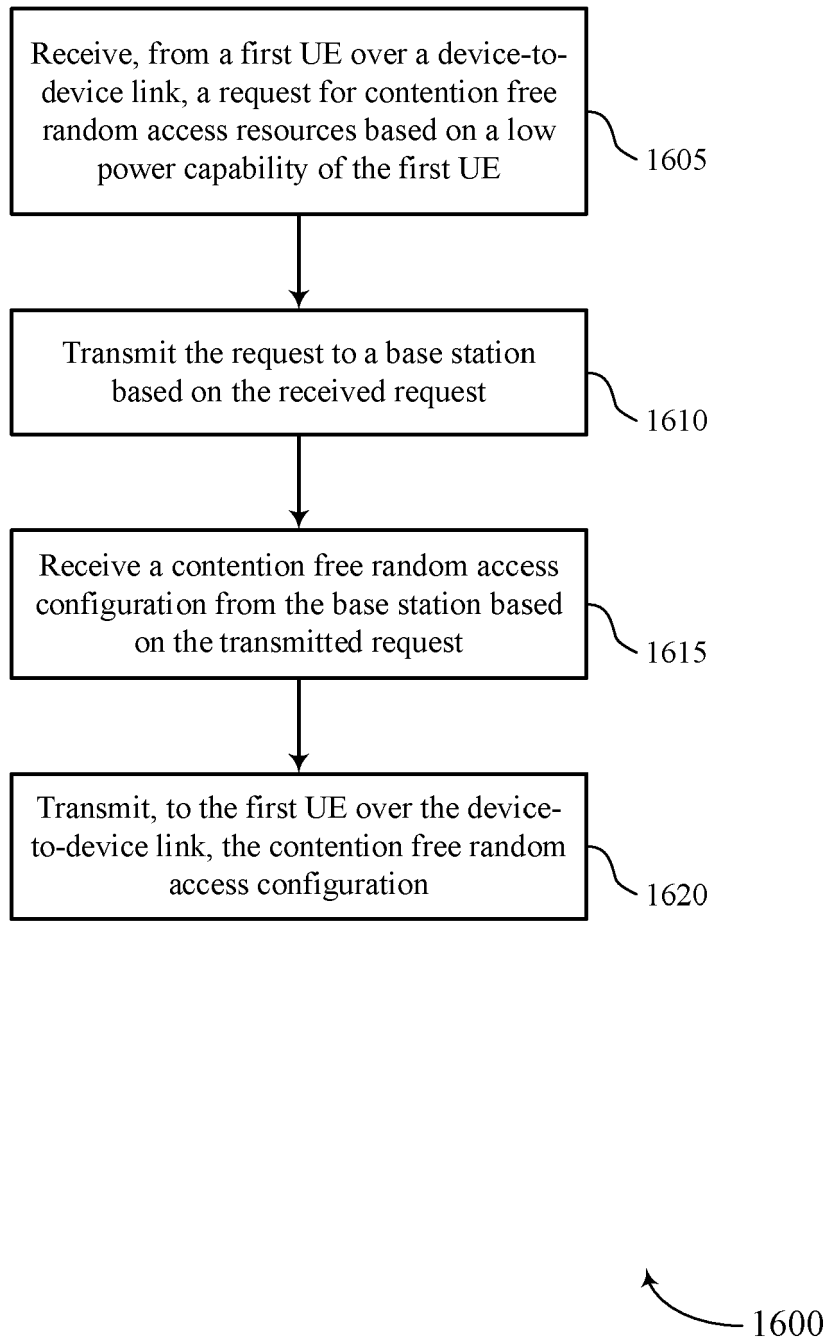 Receive, from a first UE over a device-to-
device link, a request for contention free
random access resources based on a low
power capability of the first UE
1605
Transmit the request to a base station
based on the received request
1610
Receive a contention free random access
configuration from the base station based
on the transmitted request
1615
Transmit, to the first UE over the device-
to-device link, the contention free random
access configuration
1620
1600